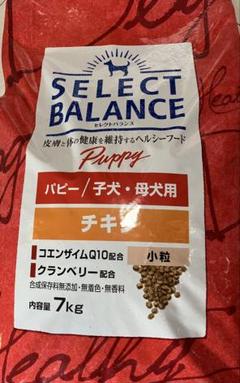 SELECT
BALANCE
セレクトバランス
皮膚と体の健康を維持するヘルシーフード
Puppy
パピー/子犬・母犬用
チキン
コエンザイムQ10配合
小粒
クランベリー配合
合成保存料無添加・無着色・無香料
内容量 7kg
Healthy